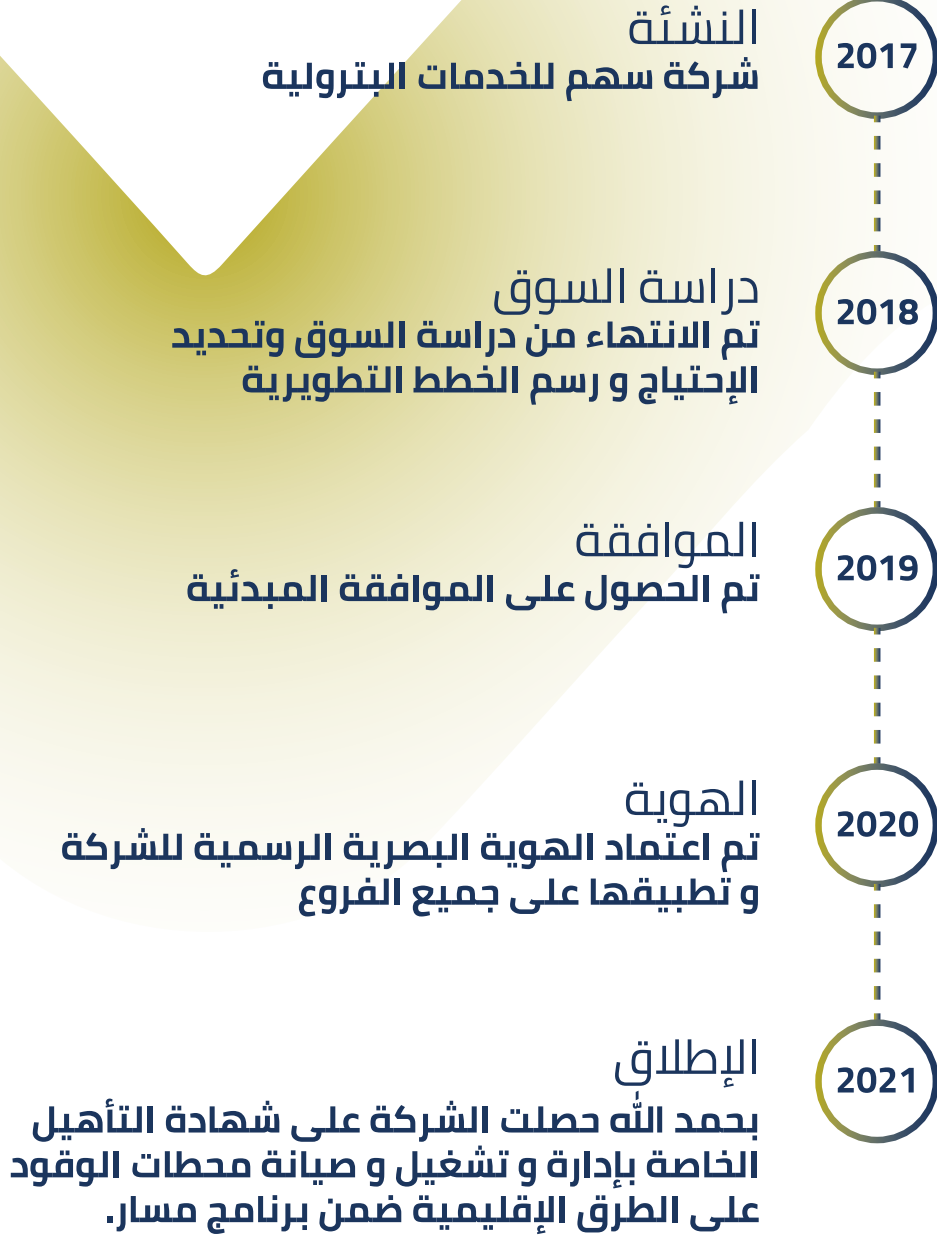 2017
النشئة
شركة سهم للخدمات البترولية
2018
دراسة السوق
تم الانتهاء من دراسة السوق وتحديد
الإحتياج و رسم الخطط التطويرية
2019
الموافقة
تم الحصول على الموافقة المبدئية
2020
الهوية
تم اعتماد الهوية البصرية الرسمية للشركة
و تطبيقها على جميع الفروع
2021
الإطلاق
بحمد الله حصلت الشركة على شهادة التأهيل
الخاصة بإدارة و تشغيل و صيانة محطات الوقود
على الطرق الإقليمية ضمن برنامج مسار.